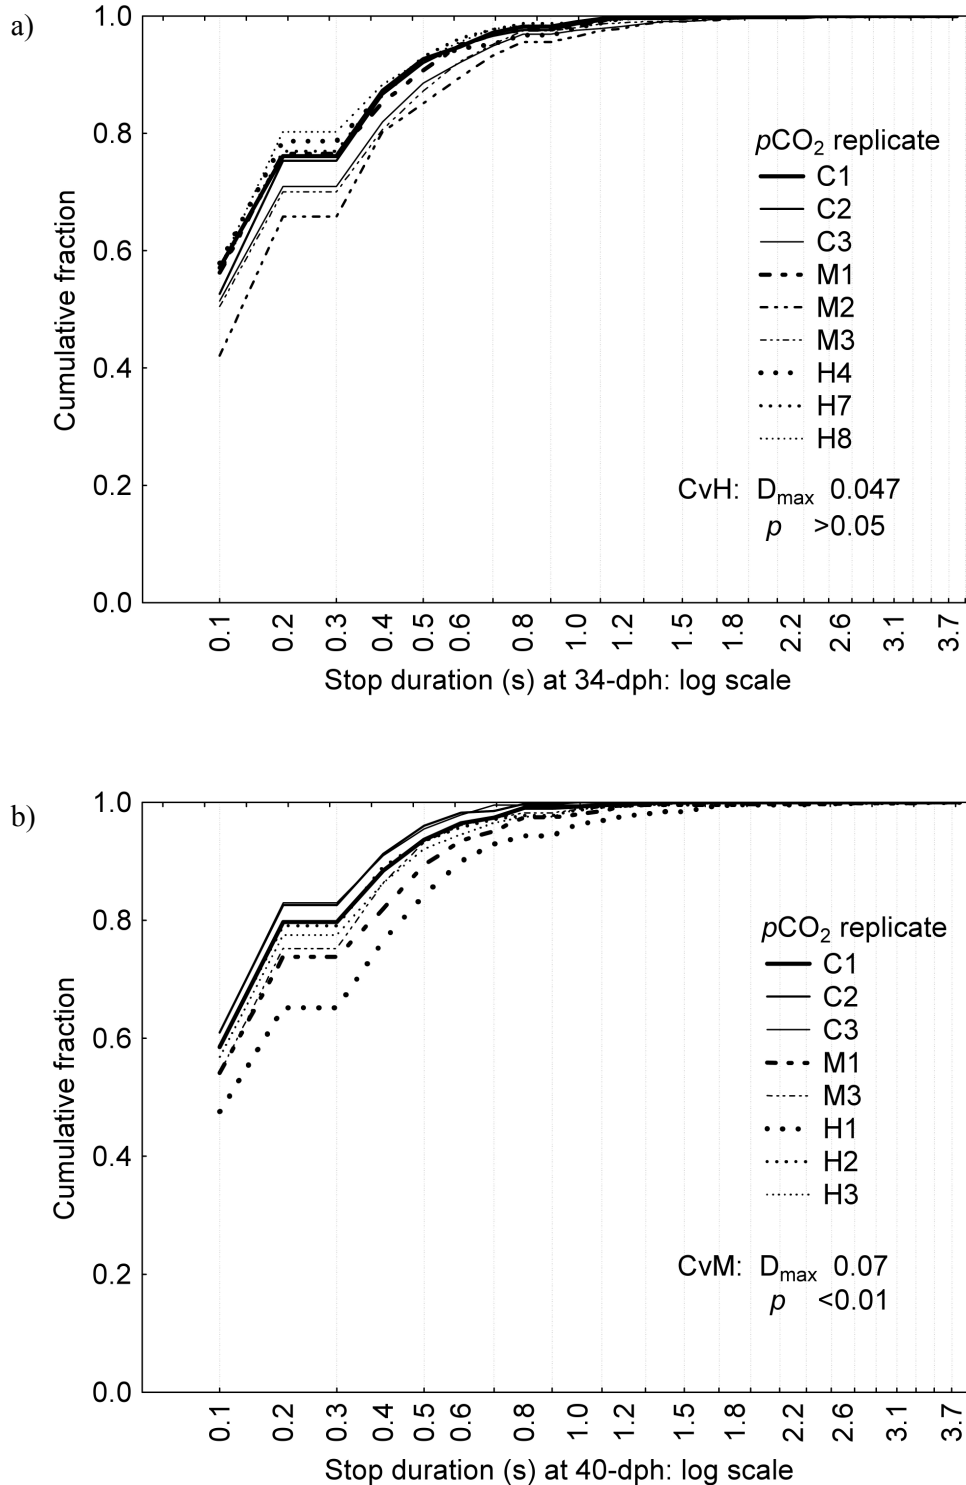 a)
1.0
0.8
0.6
0.4
0.2
0.0
Cumulative fraction
pCO2 replicate
C1
C2
C3
M1
M2
M3
H4
H7
H8
CvH: Dmax 0.047
p >0.05
0.1 0.2 0.3 0.4 0.5 0.6 0.8 1.0 1.2 1.5 1.8 2.2 2.6 3.1 3.7
Stop duration (s) at 34-dph: log scale
b)
1.0
0.8
0.6
0.4
0.2
0.0
Cumulative fraction
pCO2 replicate
C1
C2
C3
M1
M3
H1
H2
H3
CvM: Dmax 0.07
p <0.01
0.1 0.2 0.3 0.4 0.5 0.6 0.8 1.0 1.2 1.5 1.8 2.2 2.6 3.1 3.7
Stop duration (s) at 40-dph: log scale